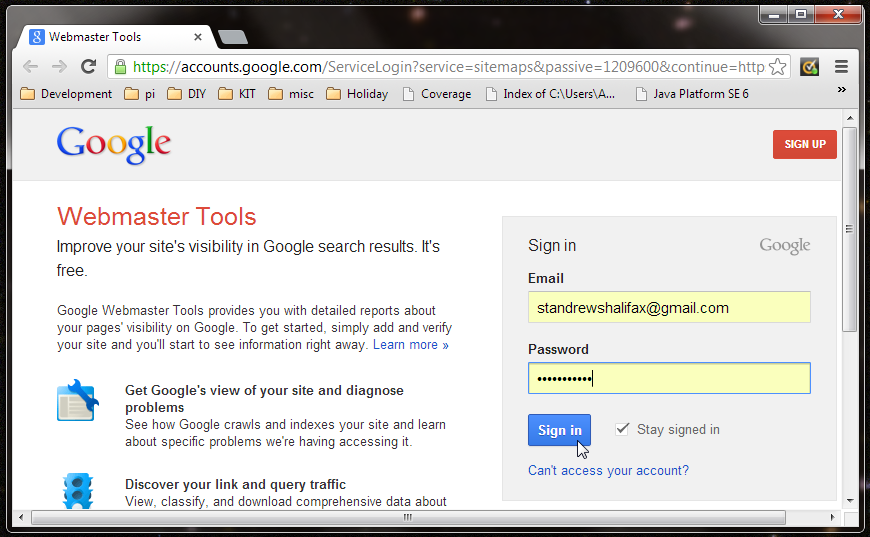 Webmaster Tools
https://accounts.google.com/ServiceLogin?service=sitemaps&passive=1209600&continue=http
Development pi DIY KIT misc Holiday Coverage Index of C:\Users\A... Java Platform SE 6 »
Google
SIGN UP
Webmaster Tools
Improve your site's visibility in Google search results. It's
free.
Google Webmaster Tools provides you with detailed reports about
your pages' visibility on Google. To get started, simply add and verify
your site and you'll start to see information right away. Learn more »
Get Google's view of your site and diagnose
problems
See how Google crawls and indexes your site and learn
about specific problems we're having accessing it.
Discover your link and query traffic
View, classify, and download comprehensive data about
Sign in Google
Email
standrewshalifax@gmail.com
Password
•••••••••••
Sign in Stay signed in
Can't access your account?